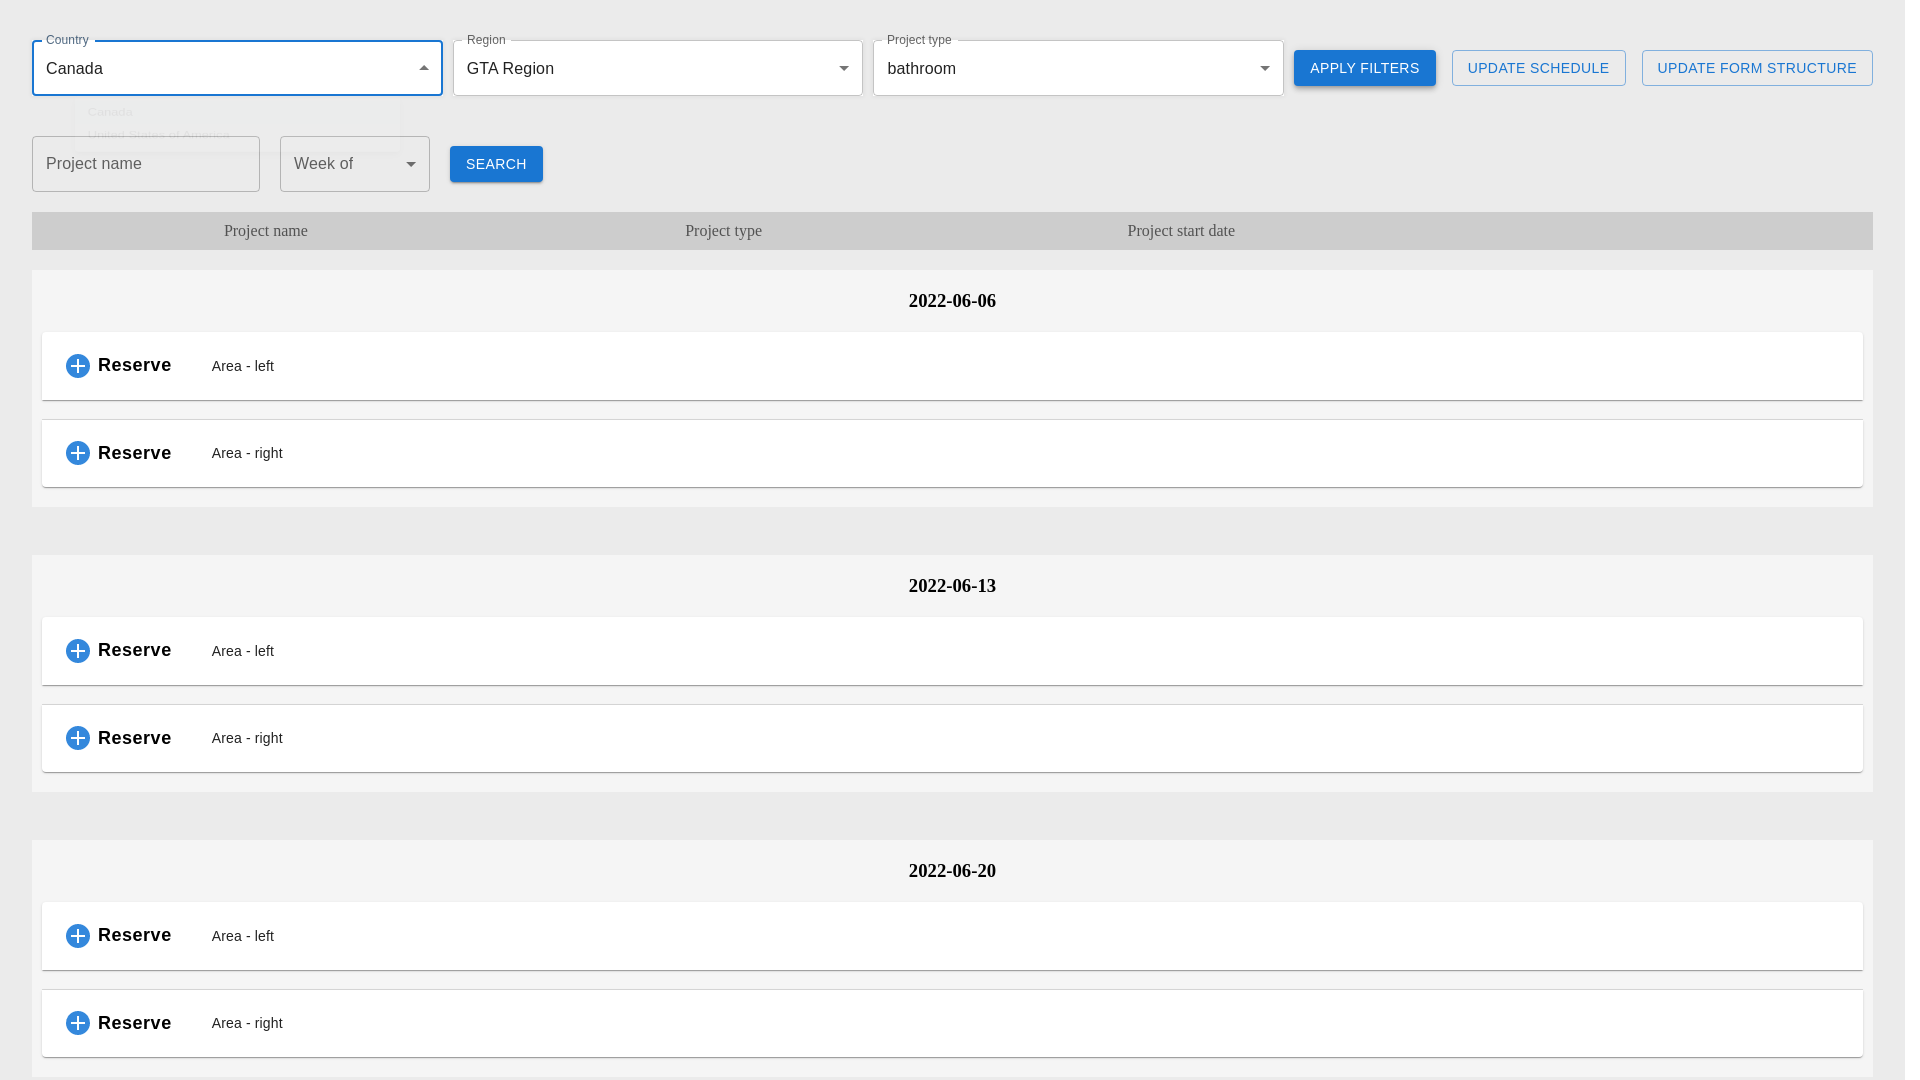 Country
Region
Project type
Canada
GTA Region
bathroom
APPLY FILTERS
UPDATE SCHEDULE
UPDATE FORM STRUCTURE
Canada
United States of America
Project name
Week of
SEARCH
Project name
Project type
Project start date
2022-06-06
Reserve
Area - left
Reserve
Area - right
2022-06-13
Reserve
Area - left
Reserve
Area - right
2022-06-20
Reserve
Area - left
Reserve
Area - right